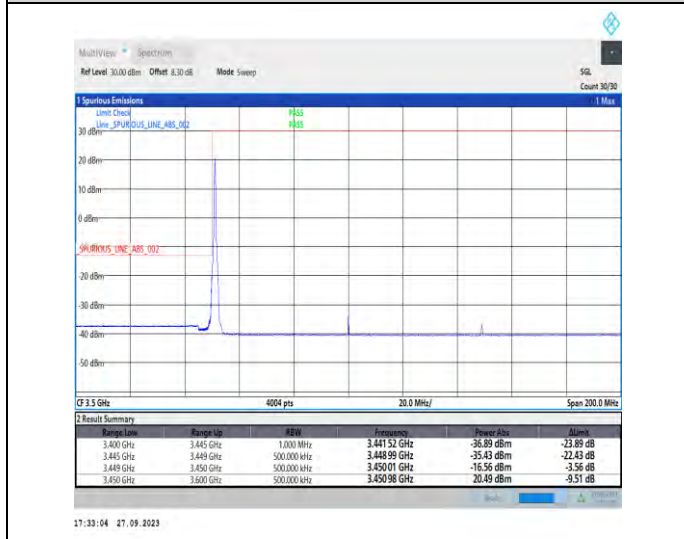 MultiView Spectrum
Ref Level 30.00 dBm Offset 8.30 dB Mode Sweep SGL
Count 30/30
1 Spurious Emissions 1 Max
Limit Check PASS
Line _SPURIOUS_LINE_ABS_002 PASS
30 dBm
20 dBm
10 dBm
0 dBm
_SPURIOUS_LINE_ABS_002
-20 dBm
-30 dBm
-40 dBm
-50 dBm
CF 3.5 GHz 4004 pts 20.0 MHz/ Span 200.0 MHz
2 Result Summary
Range Low Range Up RBW Frequency Power Abs ΔLimit
3.400 GHz 3.445 GHz 1.000 MHz 3.441 52 GHz -36.89 dBm -23.89 dB
3.445 GHz 3.449 GHz 500.000 kHz 3.448 99 GHz -35.43 dBm -22.43 dB
3.449 GHz 3.450 GHz 500.000 kHz 3.450 01 GHz -16.56 dBm -3.56 dB
3.450 GHz 3.600 GHz 500.000 kHz 3.450 98 GHz 20.49 dBm -9.51 dB
17:33:04 27.09.2023